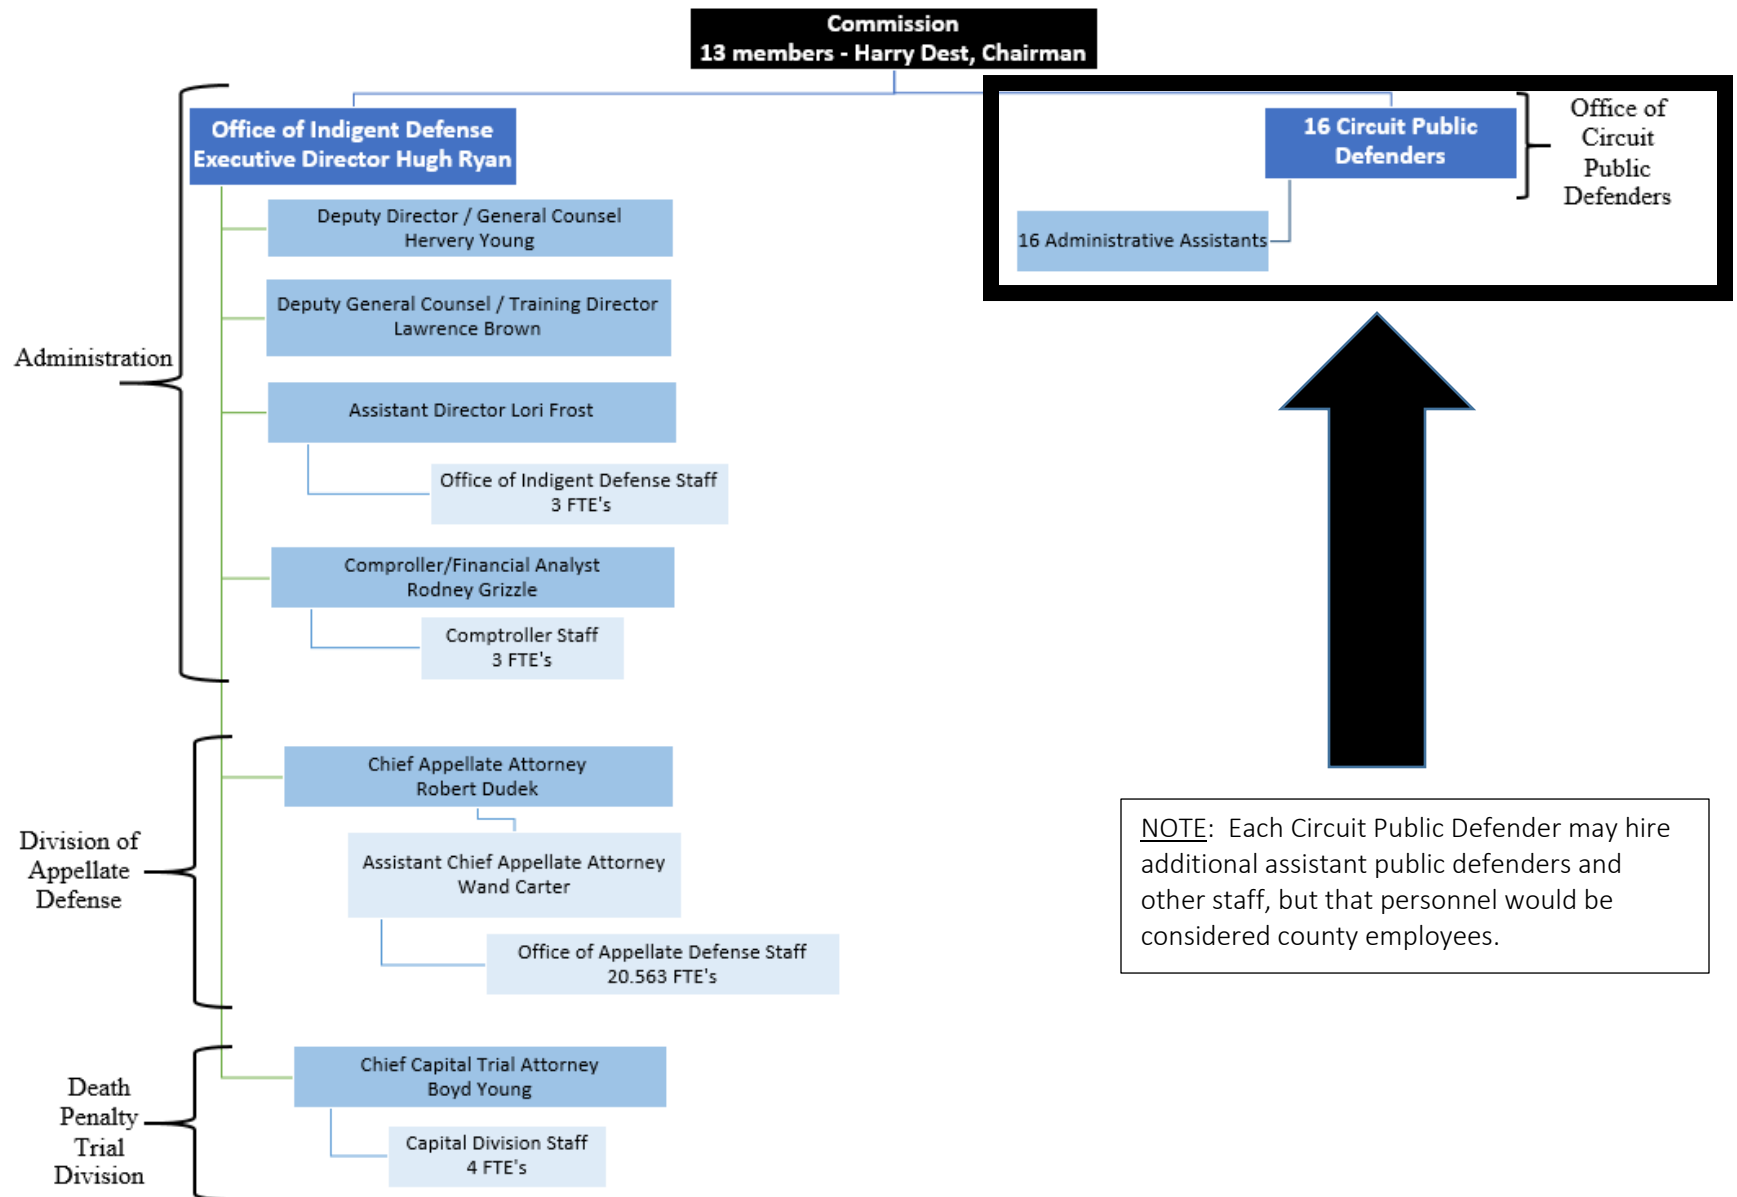 Commission
13 members - Harry Dest, Chairman
Office of Indigent Defense
Executive Director Hugh Ryan
16 Circuit Public
Defenders
Office of
Circuit
Public
Defenders
16 Administrative Assistants
Administration
Deputy Director / General Counsel
Hervery Young
Deputy General Counsel / Training Director
Lawrence Brown
Assistant Director Lori Frost
Office of Indigent Defense Staff
3 FTE's
Comproller/Financial Analyst
Rodney Grizzle
Comptroller Staff
3 FTE's
Division of
Appellate
Defense
Chief Appellate Attorney
Robert Dudek
Assistant Chief Appellate Attorney
Wand Carter
Office of Appellate Defense Staff
20.563 FTE's
NOTE:  Each Circuit Public Defender may hire
additional assistant public defenders and
other staff, but that personnel would be
considered county employees.
Death
Penalty
Trial
Division
Chief Capital Trial Attorney
Boyd Young
Capital Division Staff
4 FTE's